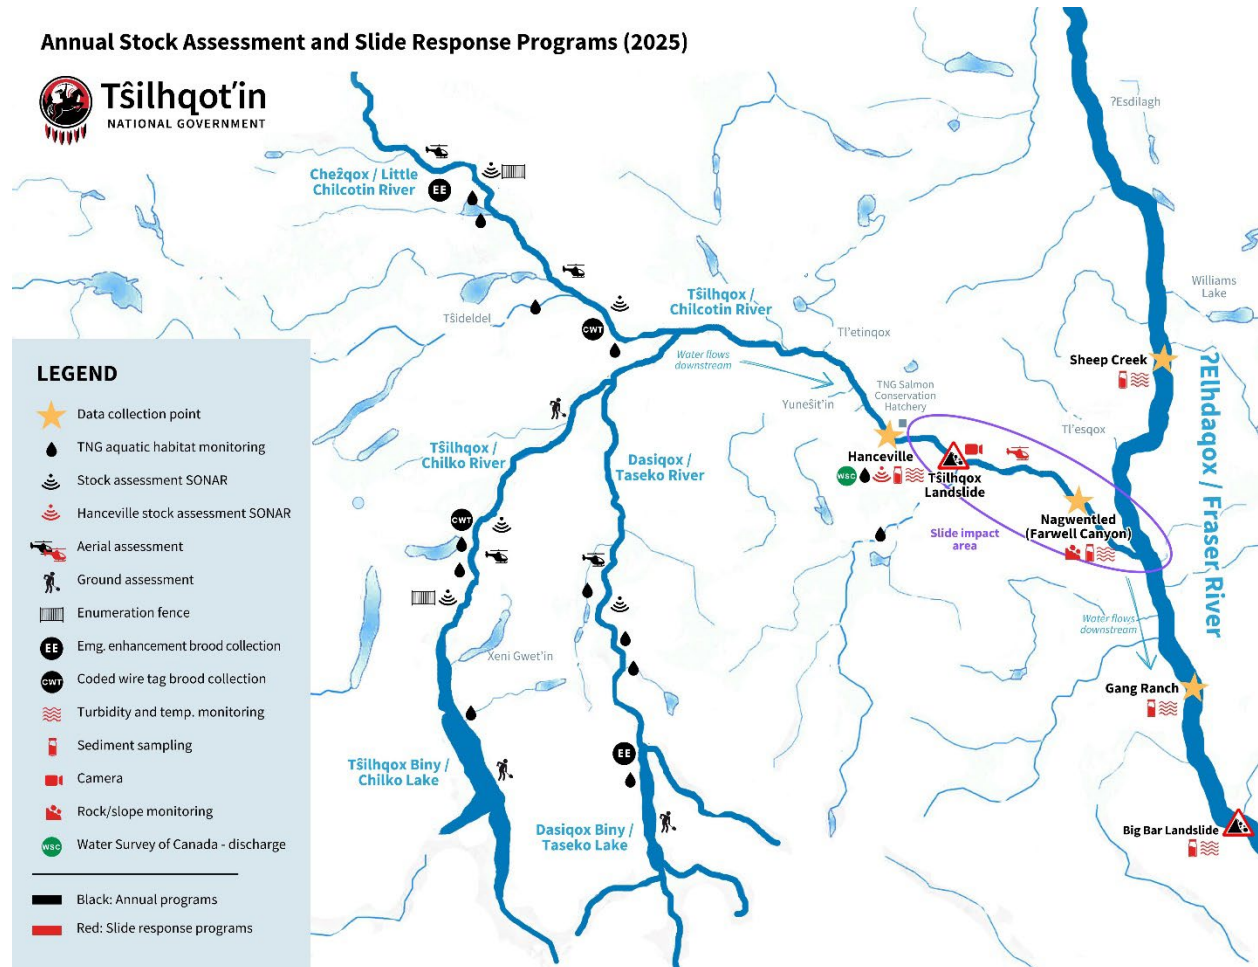 Annual Stock Assessment and Slide Response Programs (2025)
Tŝilhqot'in
NATIONAL GOVERNMENT
ʔEsdilagh
Chežqox / Little
Chilcotin River
EE
Williams
Lake
Tŝideldel
CWT
Tŝilhqox /
Chilcotin River
Tl'etinqox
Water flows
downstream
Sheep Creek
ʔElhdaqox / Fraser River
TNG Salmon
Conservation
Hatchery
Yuneŝit'in
Tl'esqox
Hanceville
WSC
Tŝilhqox
Landslide
Nagwentled
(Farwell Canyon)
Slide impact
area
Tŝilhqox /
Chilko River
Dasiqox /
Taseko River
CWT
Water flows
downstream
Xeni Gwet'in
Gang Ranch
EE
Tŝilhqox Biny /
Chilko Lake
Dasiqox Biny /
Taseko Lake
Big Bar Landslide
LEGEND
Data collection point
TNG aquatic habitat monitoring
Stock assessment SONAR
Hanceville stock assessment SONAR
Aerial assessment
Ground assessment
Enumeration fence
EE Emg. enhancement brood collection
CWT Coded wire tag brood collection
Turbidity and temp. monitoring
Sediment sampling
Camera
Rock/slope monitoring
WSC Water Survey of Canada - discharge
Black: Annual programs
Red: Slide response programs